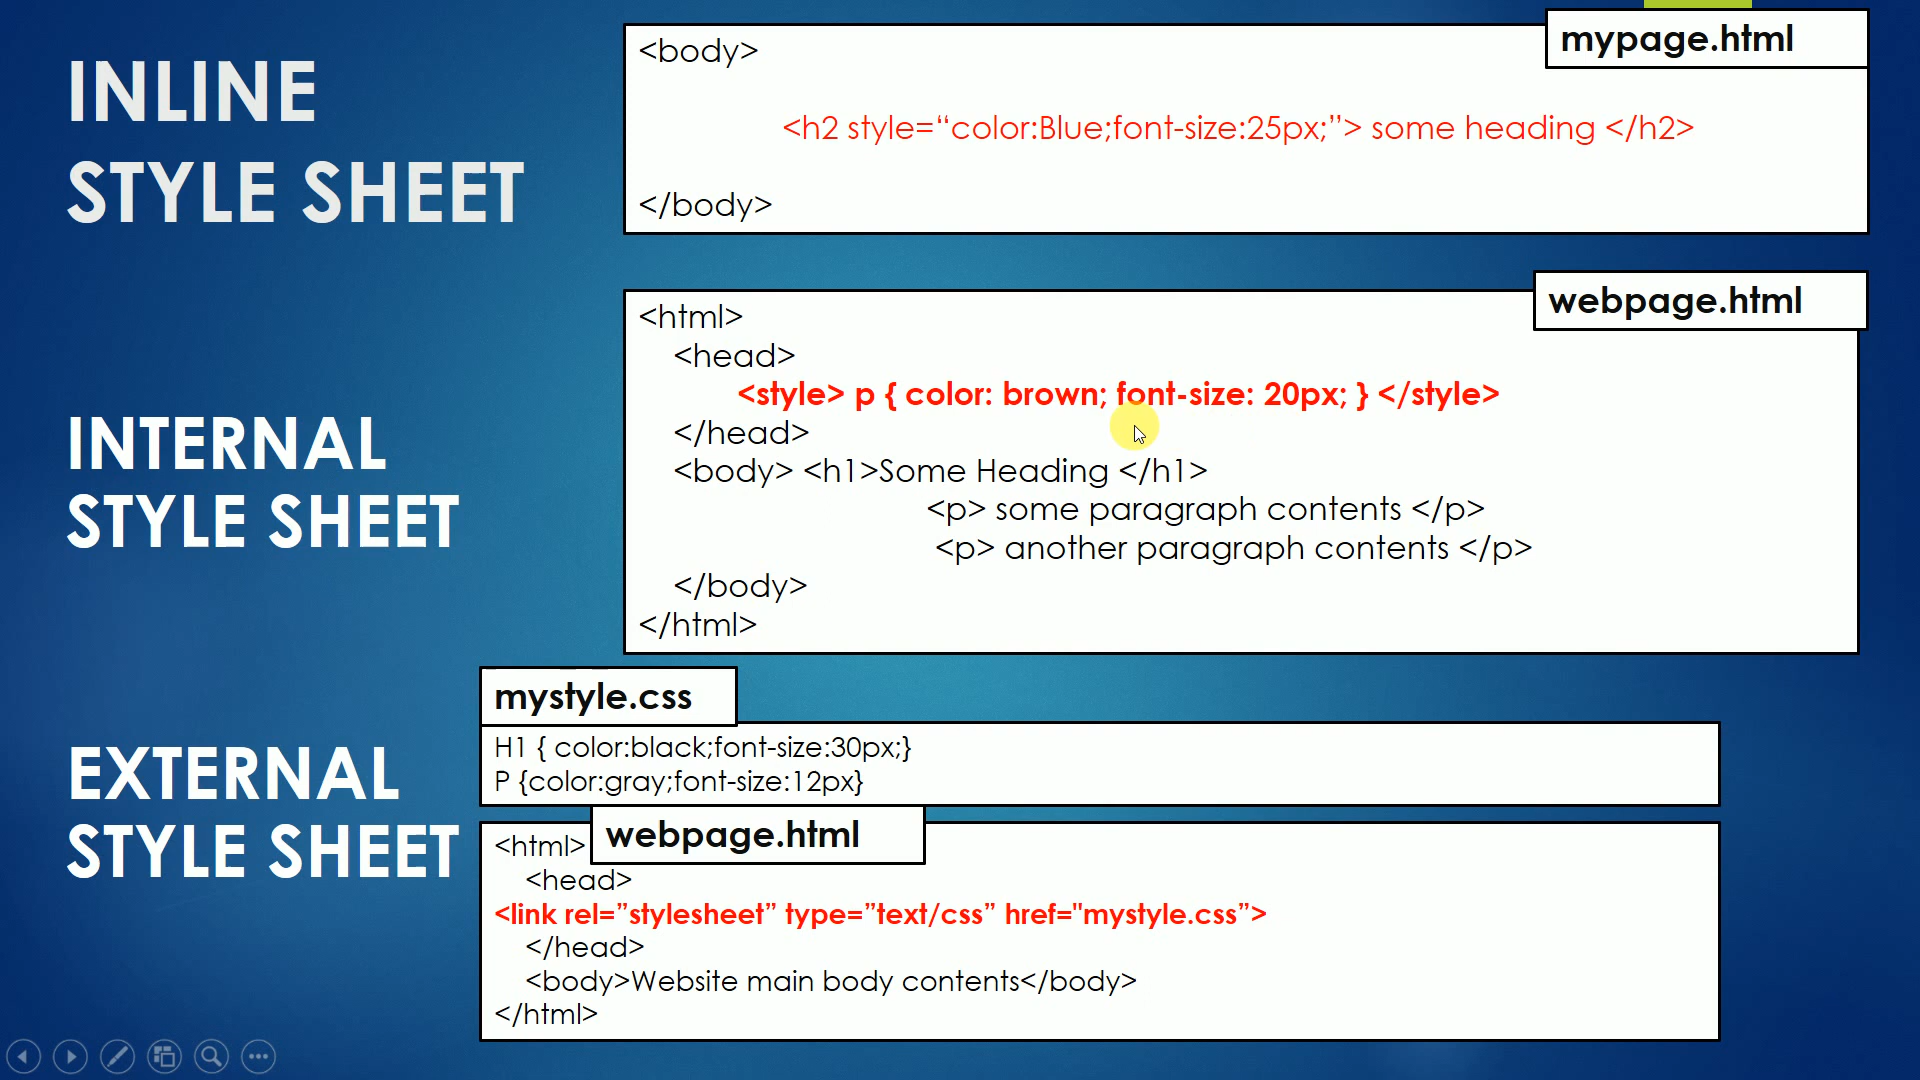 INLINE
STYLE SHEET
mypage.html
<body>
<h2 style=“color:Blue;font-size:25px;”> some heading </h2>
</body>
INTERNAL
STYLE SHEET
webpage.html
<html>
<head>
<style> p { color: brown; font-size: 20px; } </style>
</head>
<body> <h1>Some Heading </h1>
<p> some paragraph contents </p>
<p> another paragraph contents </p>
</body>
</html>
EXTERNAL
STYLE SHEET
mystyle.css
H1 { color:black;font-size:30px;}
P {color:gray;font-size:12px}
webpage.html
<html>
<head>
<link rel=”stylesheet” type=”text/css” href="mystyle.css”>
</head>
<body>Website main body contents</body>
</html>